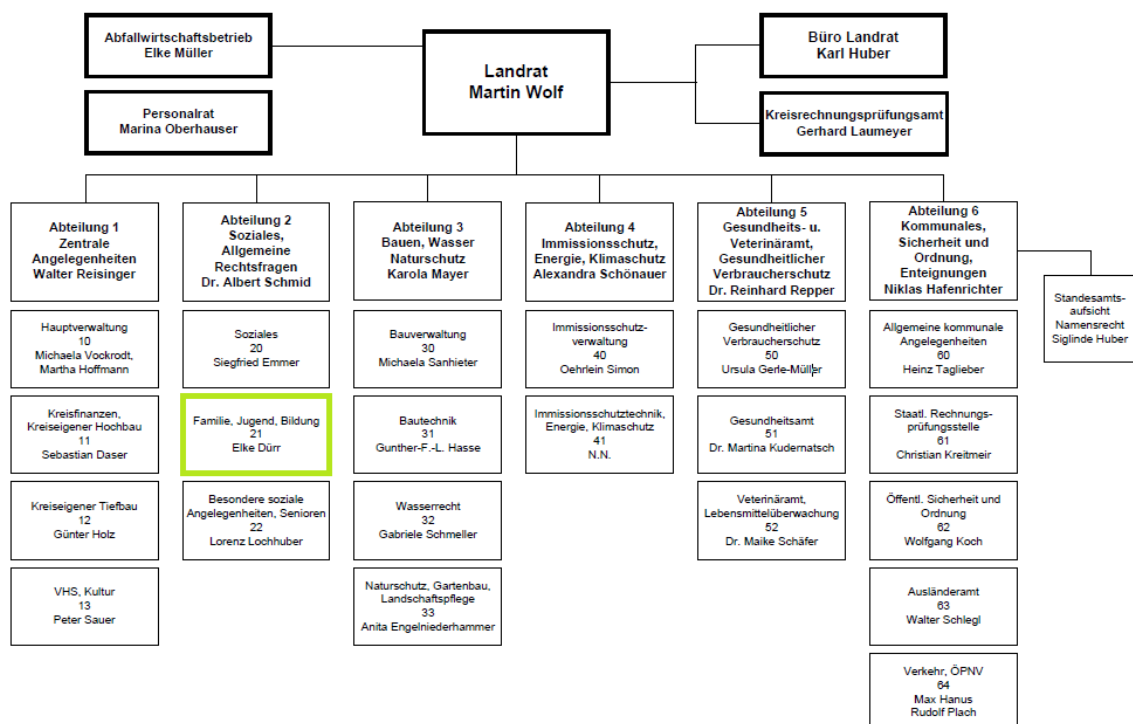 Abfallwirtschaftsbetrieb
Elke Müller
Personalrat
Marina Oberhauser
Landrat
Martin Wolf
Büro Landrat
Karl Huber
Kreisrechnungsprüfungsamt
Gerhard Laumeyer
Abteilung 1
Zentrale
Angelegenheiten
Walter Reisinger
Hauptverwaltung
10
Michaela Vockrodt,
Martha Hoffmann
Kreisfinanzen,
Kreiseigener Hochbau
11
Sebastian Daser
Kreiseigener Tiefbau
12
Günter Holz
VHS, Kultur
13
Peter Sauer
Abteilung 2
Soziales,
Allgemeine
Rechtsfragen
Dr. Albert Schmid
Soziales
20
Siegfried Emmer
Familie, Jugend, Bildung
21
Elke Dürr
Besondere soziale
Angelegenheiten, Senioren
22
Lorenz Lochhuber
Abteilung 3
Bauen, Wasser
Naturschutz
Karola Mayer
Bauverwaltung
30
Michaela Sanhieter
Bautechnik
31
Gunther-F.-L. Hasse
Wasserrecht
32
Gabriele Schmeller
Naturschutz, Gartenbau,
Landschaftspflege
33
Anita Engelniederhammer
Abteilung 4
Immissionsschutz,
Energie, Klimaschutz
Alexandra Schönauer
Immissionsschutz-
verwaltung
40
Oehrlein Simon
Immissionsschutztechnik,
Energie, Klimaschutz
41
N.N.
Abteilung 5
Gesundheits- u.
Veterinäramt,
Gesundheitlicher
Verbraucherschutz
Dr. Reinhard Repper
Gesundheitlicher
Verbraucherschutz
50
Ursula Gerle-Müller
Gesundheitsamt
51
Dr. Martina Kudernatsch
Veterinäramt,
Lebensmittelüberwachung
52
Dr. Maike Schäfer
Abteilung 6
Kommunales,
Sicherheit und
Ordnung,
Enteignungen
Niklas Hafenrichter
Standesamts-
aufsicht
Namensrecht
Siglinde Huber
Allgemeine kommunale
Angelegenheiten
60
Heinz Taglieber
Staatl. Rechnungs-
prüfungsstelle
61
Christian Kreitmeir
Öffentl. Sicherheit und
Ordnung
62
Wolfgang Koch
Ausländeramt
63
Walter Schlegl
Verkehr, ÖPNV
64
Max Hanus
Rudolf Plach